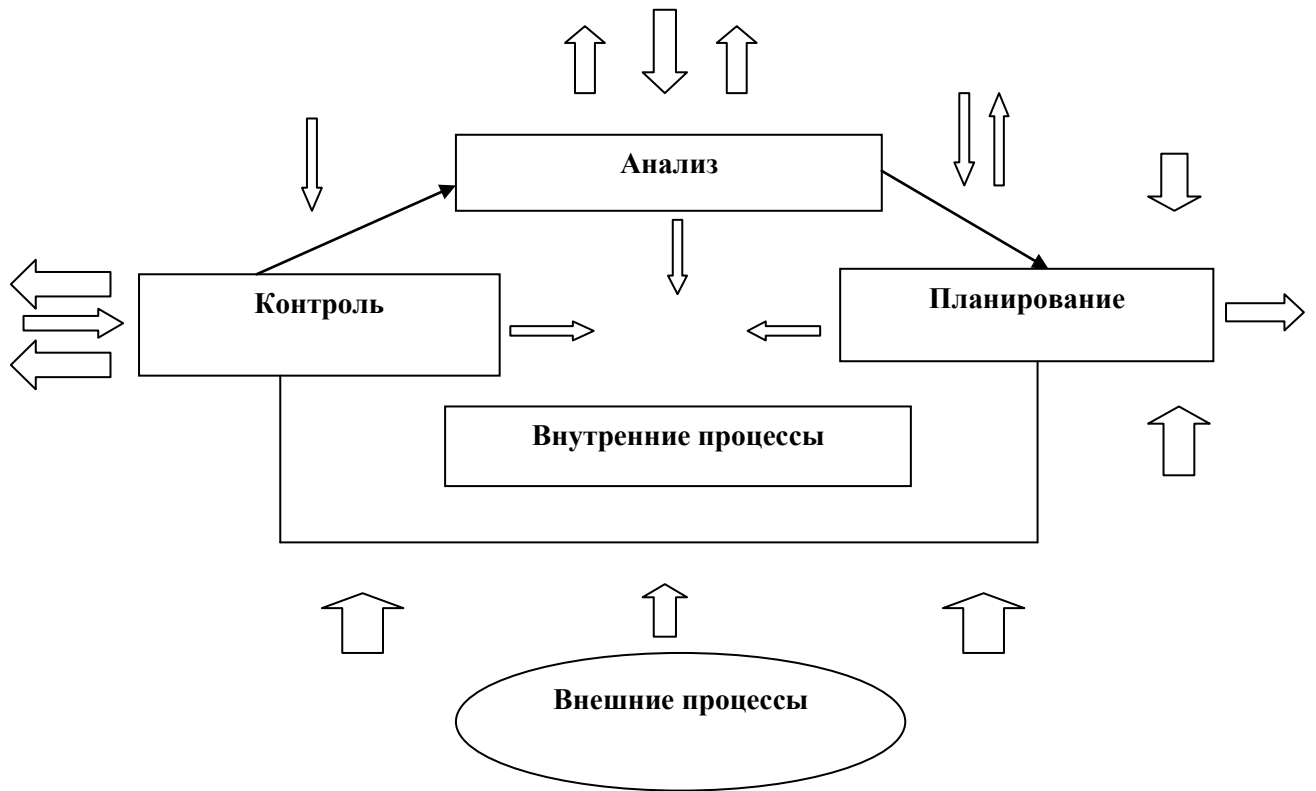 Анализ
Контроль
Планирование
Внутренние процессы
Внешние процессы